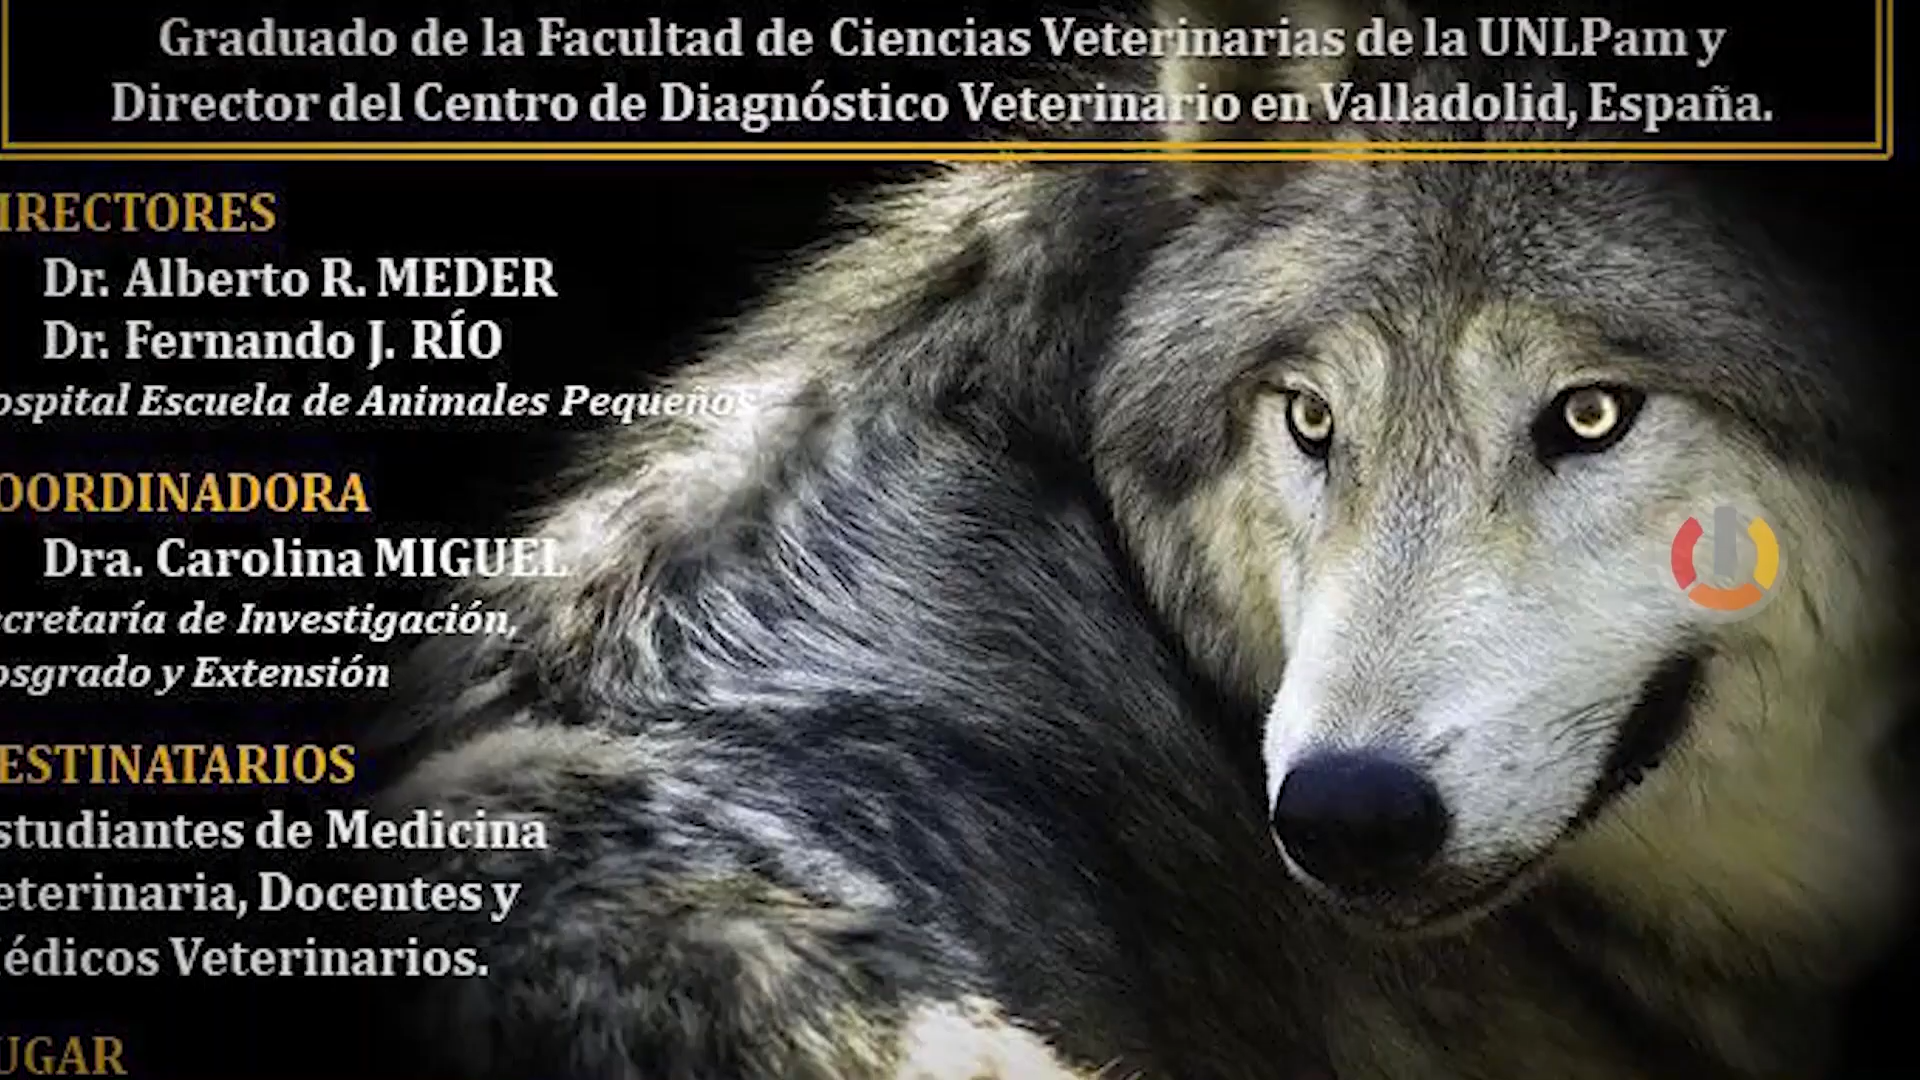 Graduado de la Facultad de Ciencias Veterinarias de la UNLPam y
Director del Centro de Diagnóstico Veterinario en Valladolid, España.
IRECTORES
Dr. Alberto R. MEDER
Dr. Fernando J. RÍO
ospital Escuela de Animales Pequeños
OORDINADORA
Dra. Carolina MIGUEL
cretaría de Investigación,
osgrado y Extensión
ESTINATARIOS
studiantes de Medicina
eterinaria, Docentes y
édicos Veterinarios.
UGAR